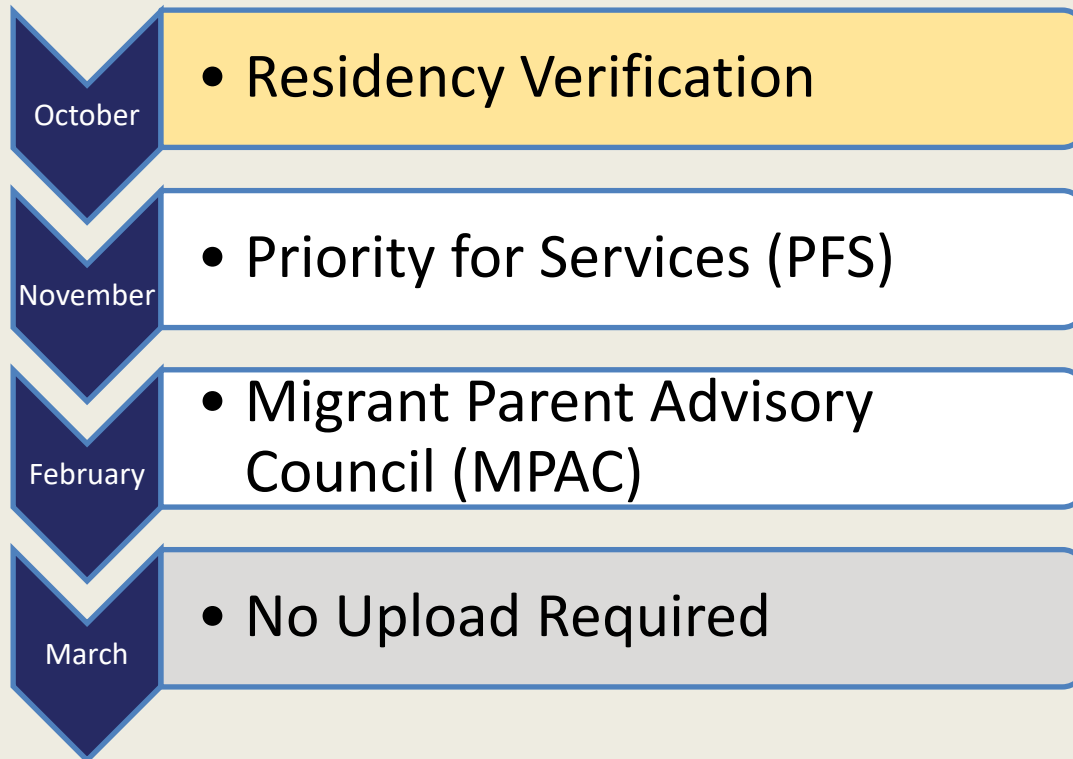 October
• Residency Verification
November
• Priority for Services (PFS)
February
• Migrant Parent Advisory
Council (MPAC)
March
• No Upload Required